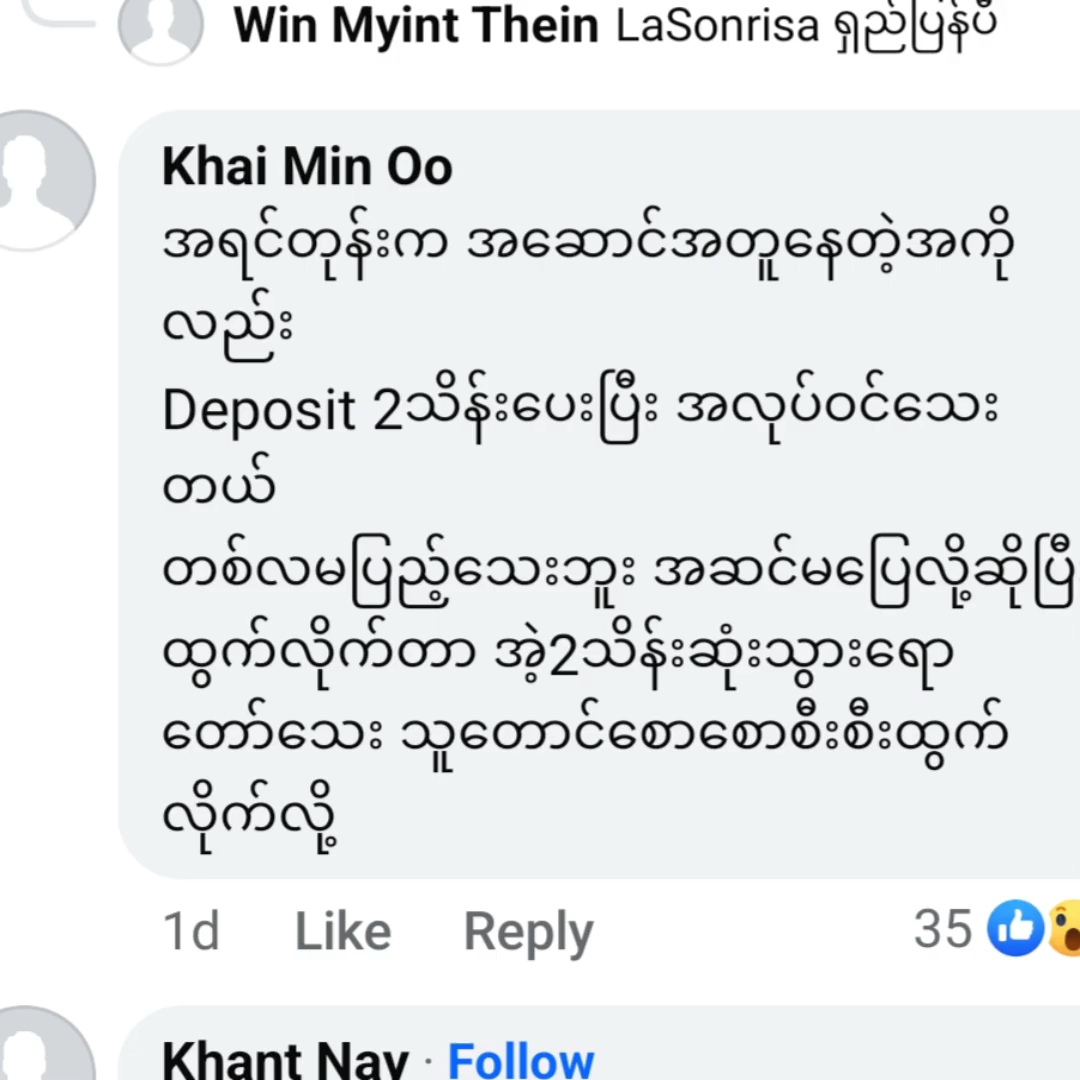 Win Myint Thein LaSonrisa ရှည်ပြန်ပီ
Khai Min Oo
အရင်တုန်းက အဆောင်အတူနေတဲ့အကို
လည်း
Deposit 2သိန်းပေးပြီး အလုပ်ဝင်သေး
တယ်
တစ်လမပြည့်သေးဘူး အဆင်မပြေလို့ဆိုပြီ
ထွက်လိုက်တာ အဲ့2သိန်းဆုံးသွားရော
တော်သေး သူတောင်စောစောစီးစီးထွက်
လိုက်လို့
1d Like Reply 35
Khant Nay · Follow